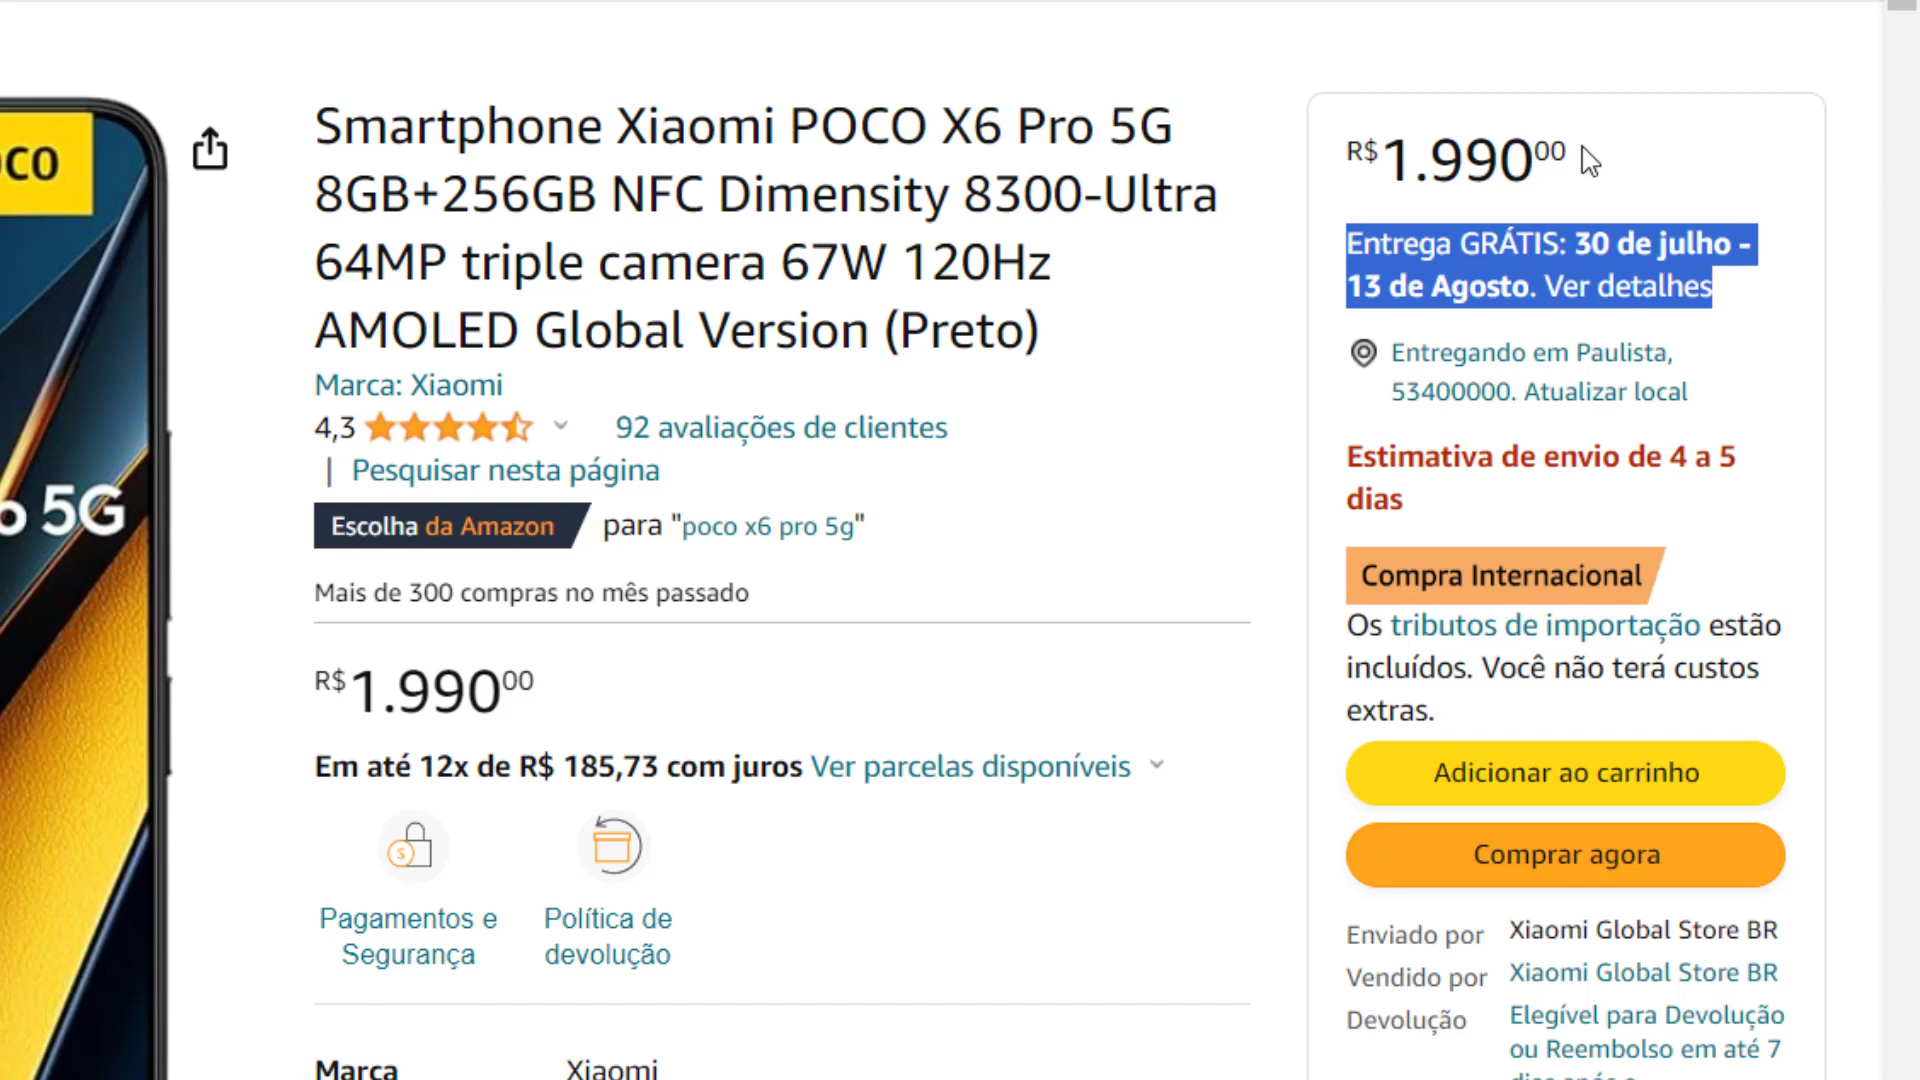 oco
o 5G
Smartphone Xiaomi POCO X6 Pro 5G
8GB+256GB NFC Dimensity 8300-Ultra
64MP triple camera 67W 120Hz
AMOLED Global Version (Preto)
Marca: Xiaomi
4,3 92 avaliações de clientes
| Pesquisar nesta página
Escolha da Amazon para "poco x6 pro 5g"
Mais de 300 compras no mês passado
R$ 1.990 00
Em até 12x de R$ 185,73 com juros Ver parcelas disponíveis
Pagamentos e
Segurança
Política de
devolução
Marca Xiaomi
R$ 1.990 00
Entrega GRÁTIS: 30 de julho -
13 de Agosto. Ver detalhes
Entregando em Paulista,
53400000. Atualizar local
Estimativa de envio de 4 a 5
dias
Compra Internacional
Os tributos de importação estão
incluídos. Você não terá custos
extras.
Adicionar ao carrinho
Comprar agora
Enviado por Xiaomi Global Store BR
Vendido por Xiaomi Global Store BR
Devolução Elegível para Devolução
ou Reembolso em até 7